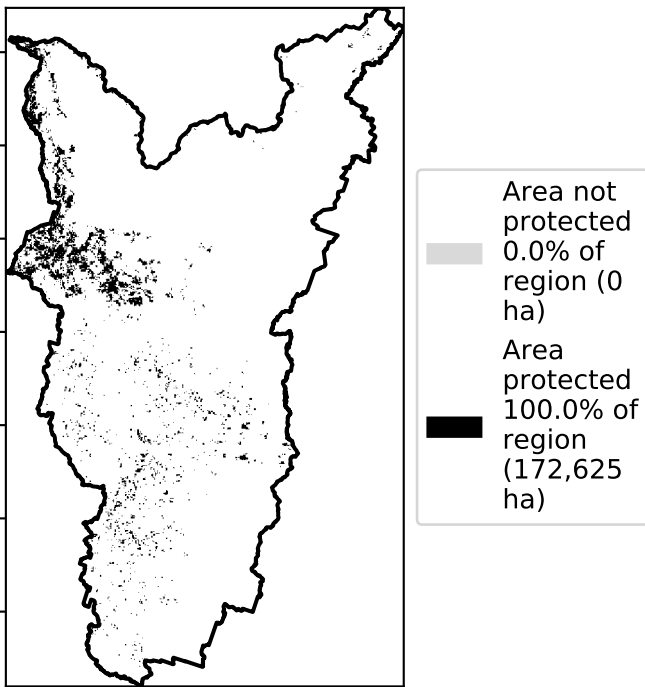 Area not
protected
0.0% of
region (0
ha)
Area
protected
100.0% of
region
(172,625
ha)